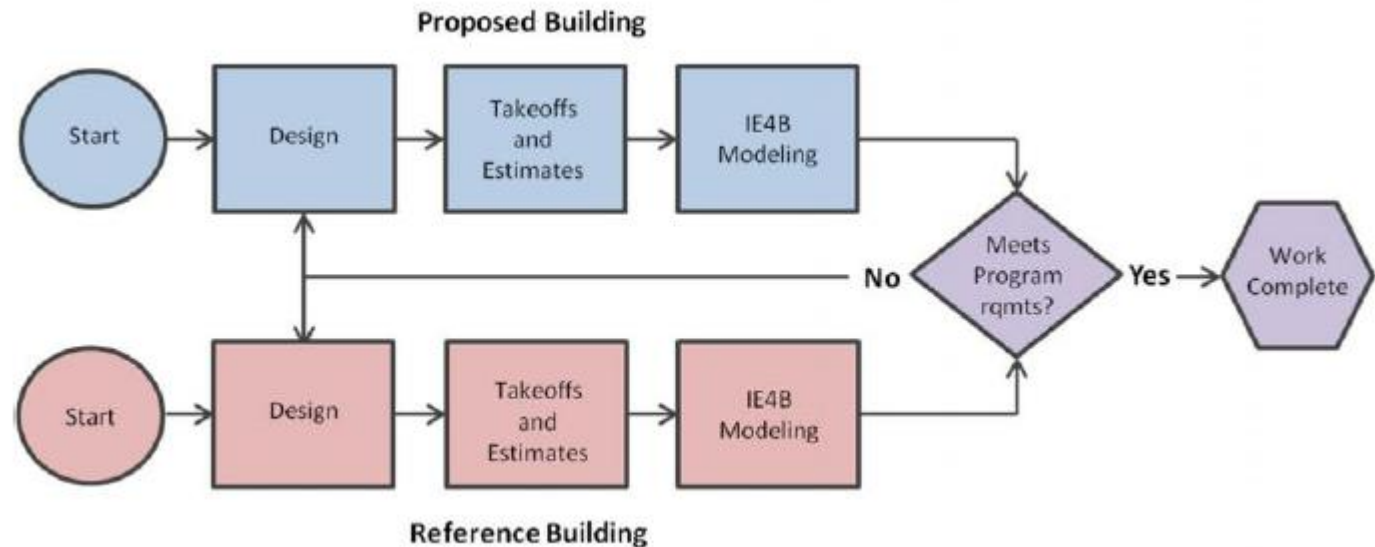 Proposed Building
Start
Design
Takeoffs
and
Estimates
IE4B
Modeling
Meets
Program
rqmts?
No
Yes
Work
Complete
Start
Design
Takeoffs
and
Estimates
IE4B
Modeling
Reference Building